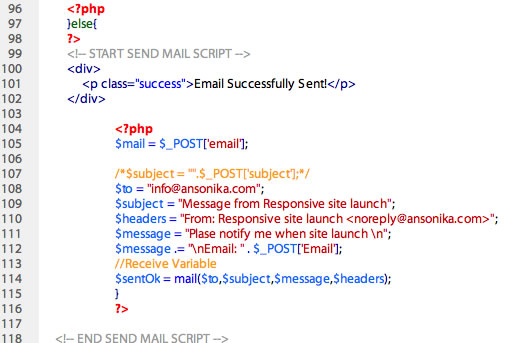 96 <?php
97 }else{
98 ?>
99 <!-- START SEND MAIL SCRIPT -->
100 <div>
101 <p class="success">Email Successfully Sent!</p>
102 </div>
103
104 <?php
105 $mail = $_POST['email'];
106
107 /*$subject = "".$_POST['subject'];*/
108 $to = "info@ansonika.com";
109 $subject = "Message from Responsive site launch";
110 $headers = "From: Responsive site launch <noreply@ansonika.com>";
111 $message = "Plase notify me when site launch \n";
112 $message .= "\nEmail: " . $_POST['Email'];
113 //Receive Variable
114 $sentOk = mail($to,$subject,$message,$headers);
115 }
116 ?>
117
118 <!-- END SEND MAIL SCRIPT -->